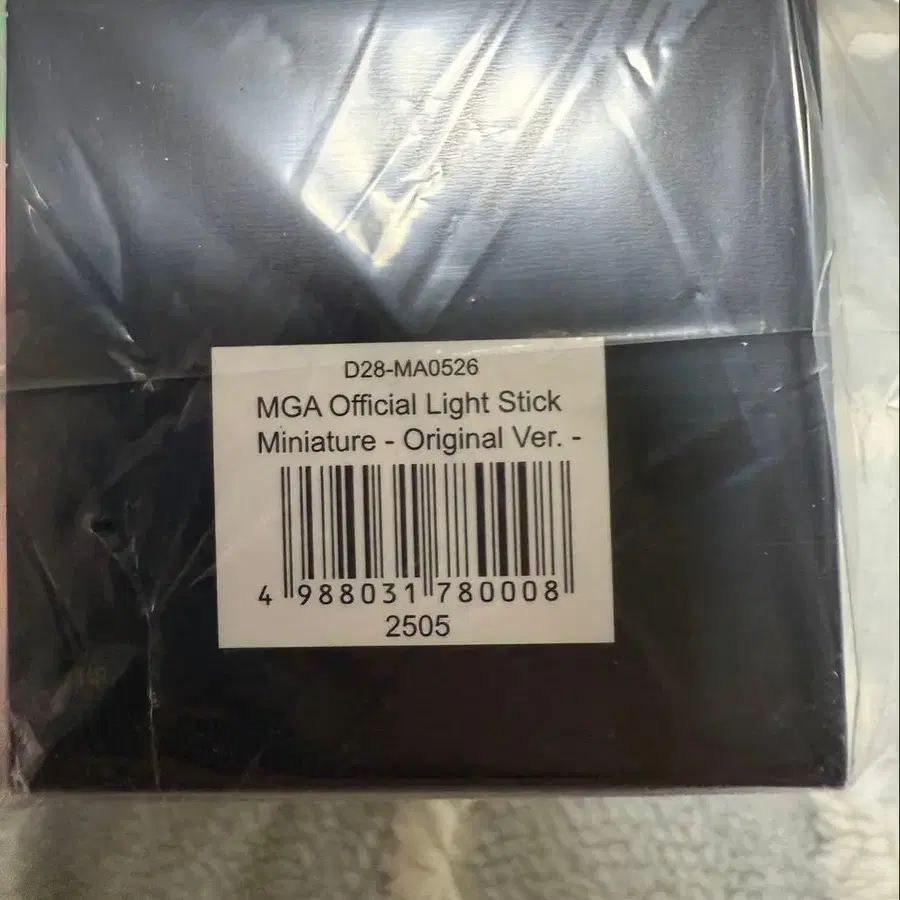 D28-MA0526
MGA Official Light Stick
Miniature - Original Ver. -
4 988031 780008
2505